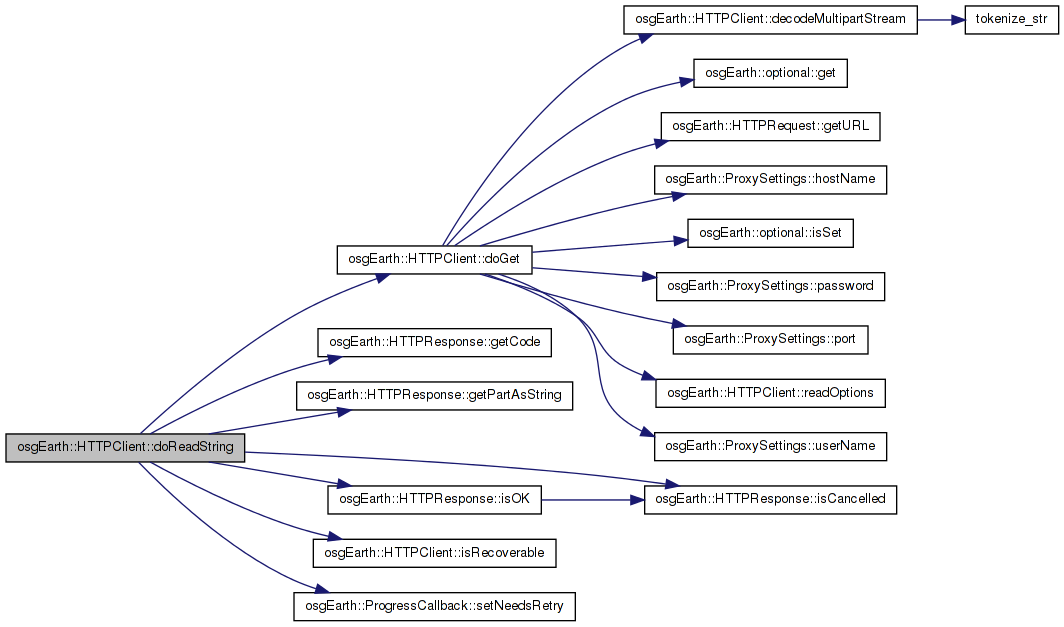 osgEarth::HTTPClient::decodeMultipartStream
tokenize_str
osgEarth::optional::get
osgEarth::HTTPRequest::getURL
osgEarth::ProxySettings::hostName
osgEarth::optional::isSet
osgEarth::HTTPClient::doGet
osgEarth::ProxySettings::password
osgEarth::ProxySettings::port
osgEarth::HTTPResponse::getCode
osgEarth::HTTPClient::readOptions
osgEarth::HTTPResponse::getPartAsString
osgEarth::HTTPClient::doReadString
osgEarth::ProxySettings::userName
osgEarth::HTTPResponse::isOK
osgEarth::HTTPResponse::isCancelled
osgEarth::HTTPClient::isRecoverable
osgEarth::ProgressCallback::setNeedsRetry